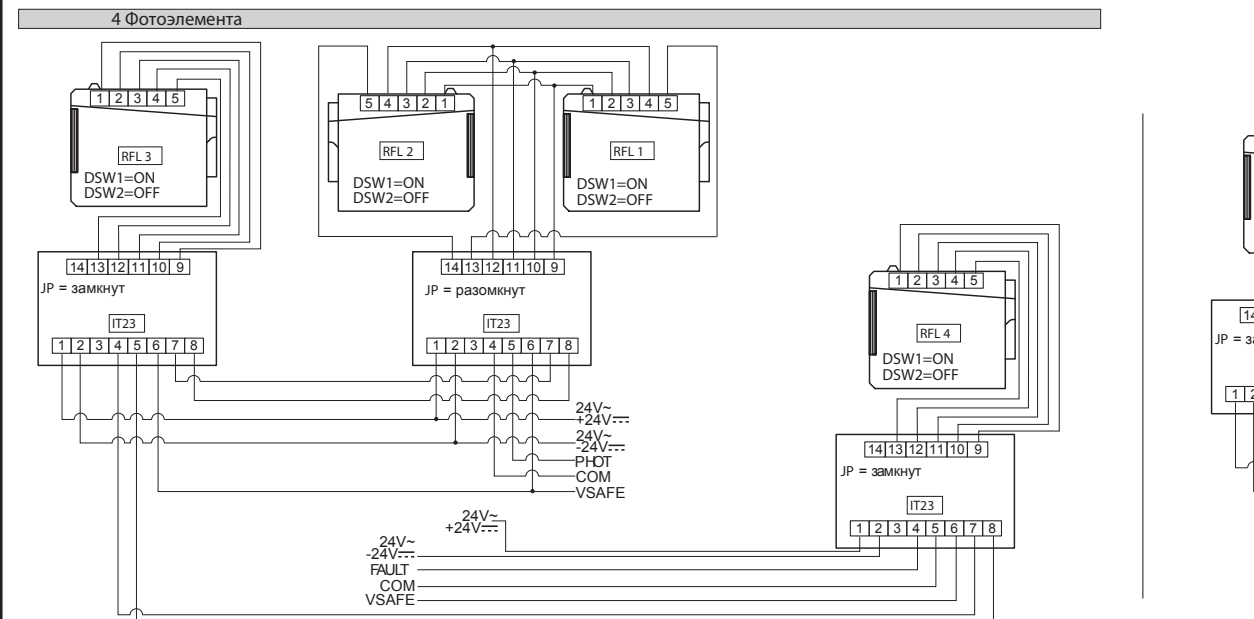 4 Фотоэлемента
1 2 3 4 5
RFL 3
DSW1=ON
DSW2=OFF
5 4 3 2 1
RFL 2
DSW1=ON
DSW2=OFF
1 2 3 4 5
RFL 1
DSW1=ON
DSW2=OFF
14 13 12 11 10 9
JP = замкнут
IT23
1 2 3 4 5 6 7 8
14 13 12 11 10 9
JP = разомкнут
IT23
1 2 3 4 5 6 7 8
24V~
+24V
24V~
-24V
PHOT
COM
VSAFE
1 2 3 4 5
RFL 4
DSW1=ON
DSW2=OFF
14 13 12 11 10 9
JP = замкнут
IT23
1 2 3 4 5 6 7 8
24V~
+24V
24V~
-24V
FAULT
COM
VSAFE
14
JP = за
1 2